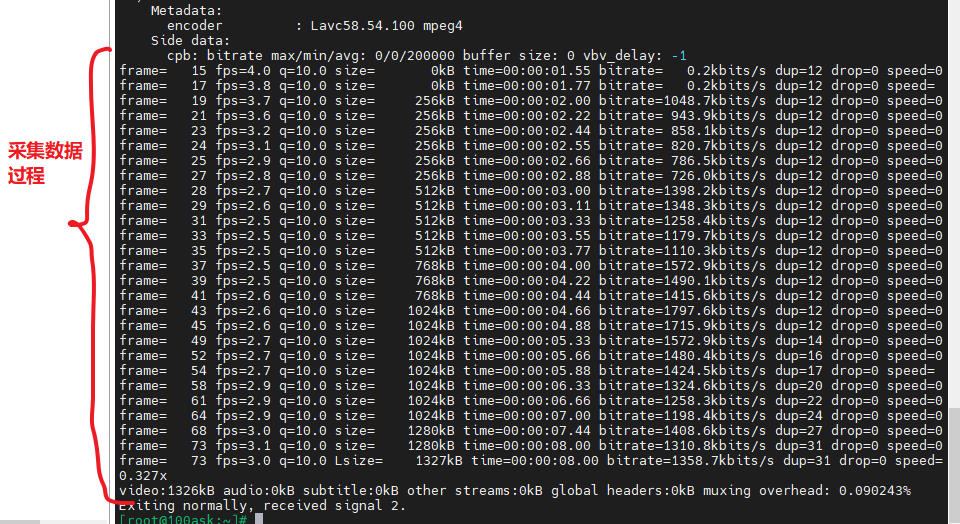 Metadata:
encoder         : Lavc58.54.100 mpeg4
Side data:
cpb: bitrate max/min/avg: 0/0/200000 buffer size: 0 vbv_delay: -1
frame=   15 fps=4.0 q=10.0 size=       0kB time=00:00:01.55 bitrate=   0.2kbits/s dup=12 drop=0 speed=0
frame=   17 fps=3.8 q=10.0 size=       0kB time=00:00:01.77 bitrate=   0.2kbits/s dup=12 drop=0 speed=
frame=   19 fps=3.7 q=10.0 size=     256kB time=00:00:02.00 bitrate=1048.7kbits/s dup=12 drop=0 speed=0
frame=   21 fps=3.6 q=10.0 size=     256kB time=00:00:02.22 bitrate= 943.9kbits/s dup=12 drop=0 speed=0
frame=   23 fps=3.2 q=10.0 size=     256kB time=00:00:02.44 bitrate= 858.1kbits/s dup=12 drop=0 speed=0
frame=   24 fps=3.1 q=10.0 size=     256kB time=00:00:02.55 bitrate= 820.7kbits/s dup=12 drop=0 speed=0
frame=   25 fps=2.9 q=10.0 size=     256kB time=00:00:02.66 bitrate= 786.5kbits/s dup=12 drop=0 speed=0
frame=   27 fps=2.8 q=10.0 size=     256kB time=00:00:02.88 bitrate= 726.0kbits/s dup=12 drop=0 speed=0
frame=   28 fps=2.7 q=10.0 size=     512kB time=00:00:03.00 bitrate=1398.2kbits/s dup=12 drop=0 speed=0
frame=   29 fps=2.6 q=10.0 size=     512kB time=00:00:03.11 bitrate=1348.3kbits/s dup=12 drop=0 speed=0
frame=   31 fps=2.5 q=10.0 size=     512kB time=00:00:03.33 bitrate=1258.4kbits/s dup=12 drop=0 speed=0
frame=   33 fps=2.5 q=10.0 size=     512kB time=00:00:03.55 bitrate=1179.7kbits/s dup=12 drop=0 speed=0
frame=   35 fps=2.5 q=10.0 size=     512kB time=00:00:03.77 bitrate=1110.3kbits/s dup=12 drop=0 speed=0
frame=   37 fps=2.5 q=10.0 size=     768kB time=00:00:04.00 bitrate=1572.9kbits/s dup=12 drop=0 speed=0
frame=   39 fps=2.5 q=10.0 size=     768kB time=00:00:04.22 bitrate=1490.1kbits/s dup=12 drop=0 speed=0
frame=   41 fps=2.6 q=10.0 size=     768kB time=00:00:04.44 bitrate=1415.6kbits/s dup=12 drop=0 speed=0
frame=   43 fps=2.6 q=10.0 size=    1024kB time=00:00:04.66 bitrate=1797.6kbits/s dup=12 drop=0 speed=0
frame=   45 fps=2.6 q=10.0 size=    1024kB time=00:00:04.88 bitrate=1715.9kbits/s dup=12 drop=0 speed=0
frame=   49 fps=2.7 q=10.0 size=    1024kB time=00:00:05.33 bitrate=1572.9kbits/s dup=14 drop=0 speed=0
frame=   52 fps=2.7 q=10.0 size=    1024kB time=00:00:05.66 bitrate=1480.4kbits/s dup=16 drop=0 speed=0
frame=   54 fps=2.7 q=10.0 size=    1024kB time=00:00:05.88 bitrate=1424.5kbits/s dup=17 drop=0 speed=
frame=   58 fps=2.9 q=10.0 size=    1024kB time=00:00:06.33 bitrate=1324.6kbits/s dup=20 drop=0 speed=0
frame=   61 fps=2.9 q=10.0 size=    1024kB time=00:00:06.66 bitrate=1258.3kbits/s dup=22 drop=0 speed=0
frame=   64 fps=2.9 q=10.0 size=    1024kB time=00:00:07.00 bitrate=1198.4kbits/s dup=24 drop=0 speed=0
frame=   68 fps=3.0 q=10.0 size=    1280kB time=00:00:07.44 bitrate=1408.6kbits/s dup=27 drop=0 speed=0
frame=   73 fps=3.1 q=10.0 size=    1280kB time=00:00:08.00 bitrate=1310.8kbits/s dup=31 drop=0 speed=0
frame=   73 fps=3.0 q=10.0 Lsize=    1327kB time=00:00:08.00 bitrate=1358.7kbits/s dup=31 drop=0 speed=
0.327x
video:1326kB audio:0kB subtitle:0kB other streams:0kB global headers:0kB muxing overhead: 0.090243%
Exiting normally, received signal 2.
[root@100ask:~]#
采集数据
过程